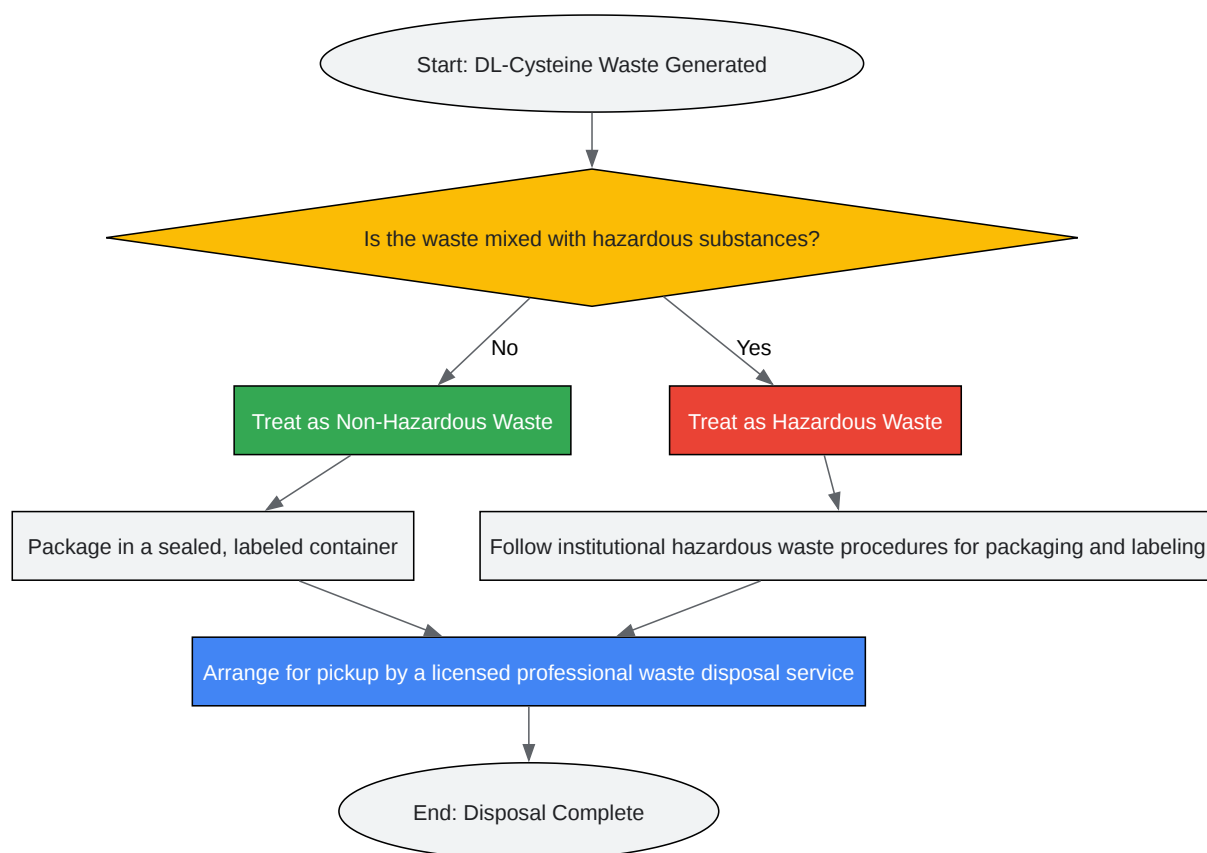 Start: DL-Cysteine Waste Generated
Is the waste mixed with hazardous substances?
No
Yes
Treat as Non-Hazardous Waste
Treat as Hazardous Waste
Package in a sealed, labeled container
Follow institutional hazardous waste procedures for packaging and labeling
Arrange for pickup by a licensed professional waste disposal service
End: Disposal Complete